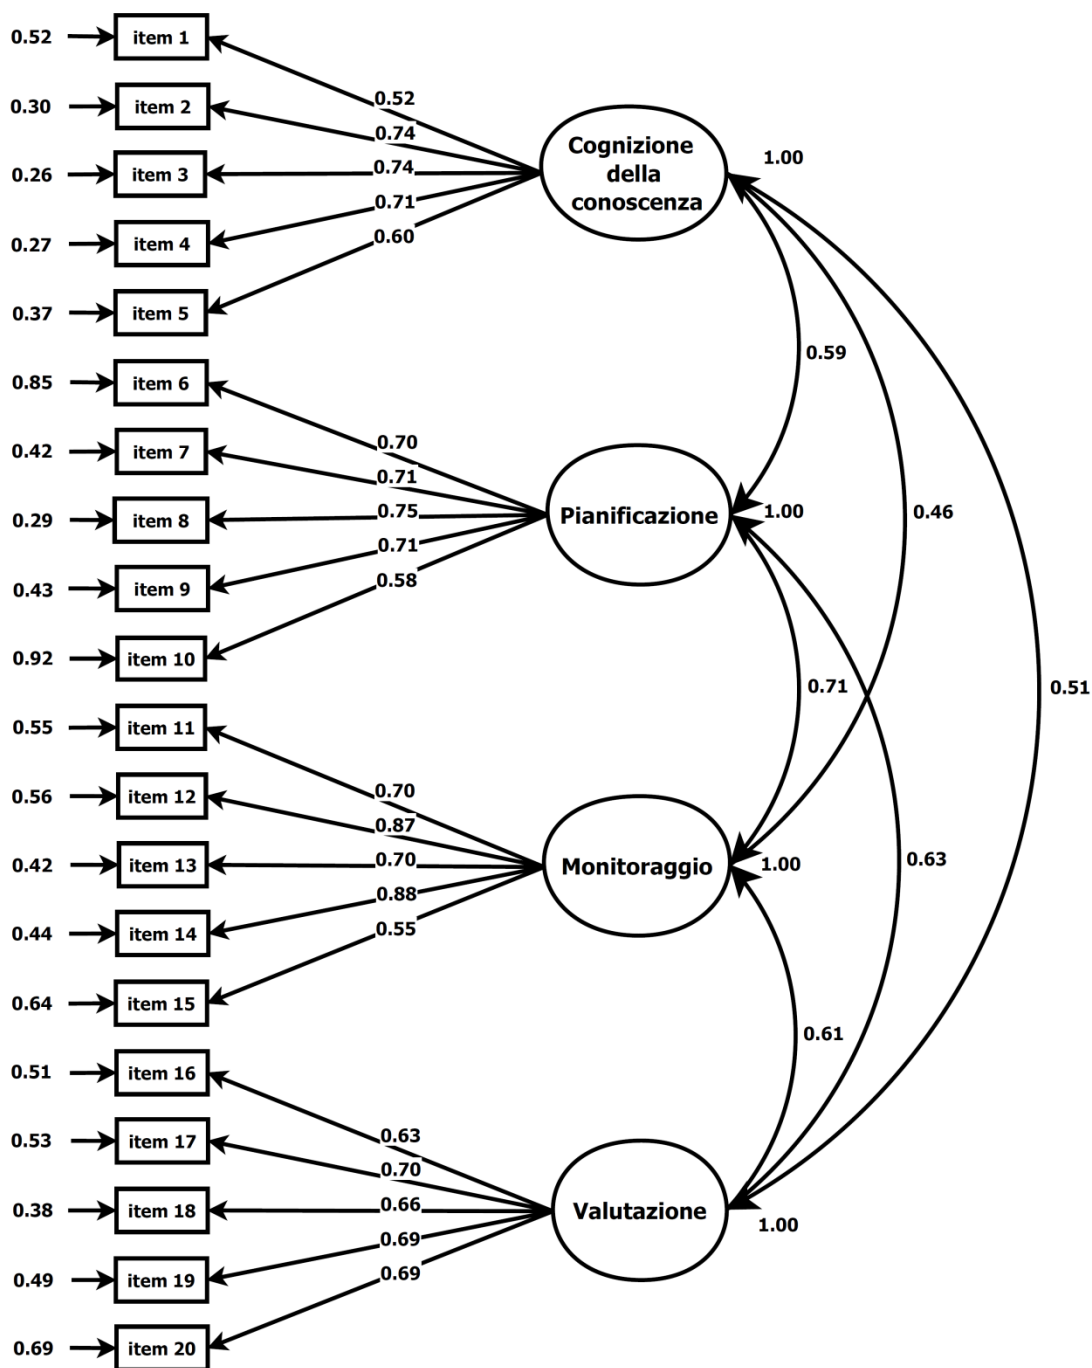 0.52 item 1
0.30 item 2
0.26 item 3
0.27 item 4
0.37 item 5
0.52
0.74
0.74
0.71
0.60
Cognizione
della
conoscenza
1.00
0.59
0.85 item 6
0.42 item 7
0.29 item 8
0.43 item 9
0.92 item 10
0.70
0.71
0.75
0.71
0.58
Pianificazione
1.00
0.46
0.71
0.51
0.55 item 11
0.56 item 12
0.42 item 13
0.44 item 14
0.64 item 15
0.70
0.87
0.70
0.88
0.55
Monitoraggio
1.00
0.63
0.61
0.51 item 16
0.53 item 17
0.38 item 18
0.49 item 19
0.69 item 20
0.63
0.70
0.66
0.69
0.69
Valutazione
1.00